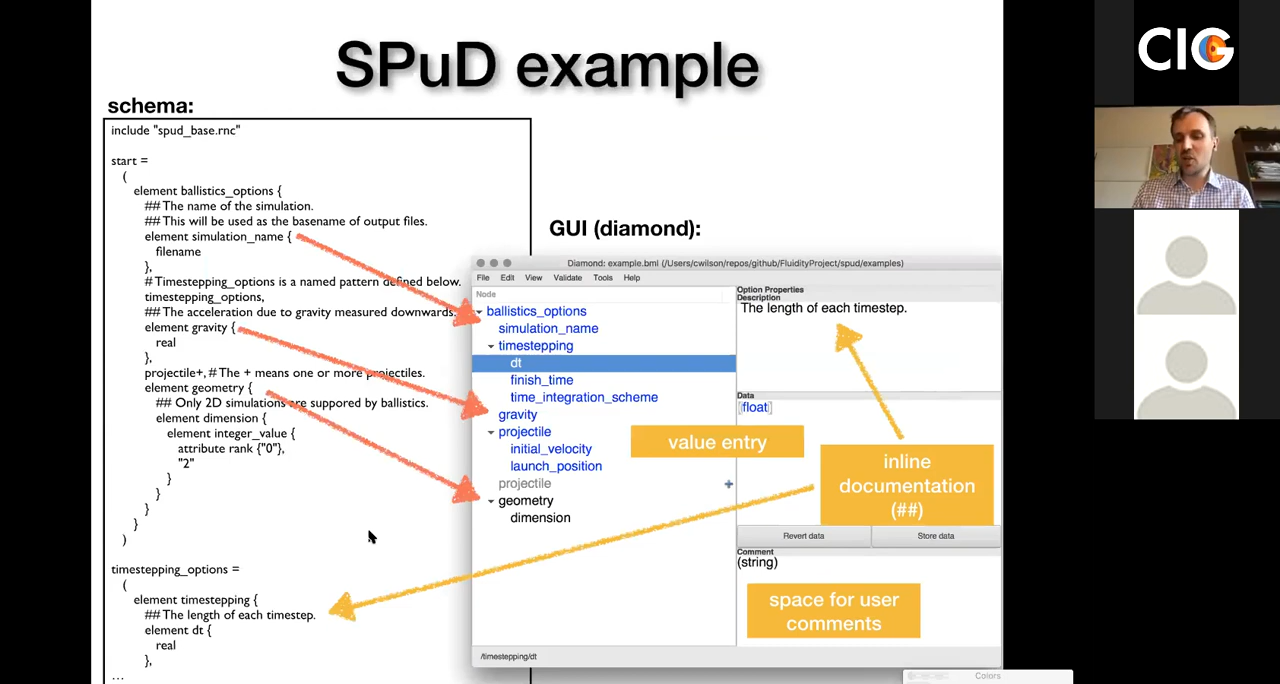 SPuD example
CIG
schema:
include "spud_base.rnc"
start =
(
element ballistics_options {
## The name of the simulation.
## This will be used as the basename of output files.
element simulation_name {
filename
},
# Timestepping_options is a named pattern defined below.
timestepping_options,
## The acceleration due to gravity measured downwards.
element gravity {
real
},
projectile+, # The + means one or more projectiles.
element geometry {
## Only 2D simulations are suppored by ballistics.
element dimension {
element integer_value {
attribute rank {"0"},
"2"
}
}
}
}
)
timestepping_options =
(
element timestepping {
## The length of each timestep.
element dt {
real
},
...
GUI (diamond):
Diamond: example.bml (/Users/cwilson/repos/github/FluidityProject/spud/examples)
File Edit View Validate Tools Help
Node
ballistics_options
simulation_name
timestepping
dt
finish_time
time_integration_scheme
gravity
projectile
initial_velocity
launch_position
projectile
+
geometry
dimension
/timestepping/dt
Option Properties
Description
The length of each timestep.
Data
[float]
value entry
inline
documentation
(##)
Revert data Store data
Comment
(string)
space for user
comments
Colors